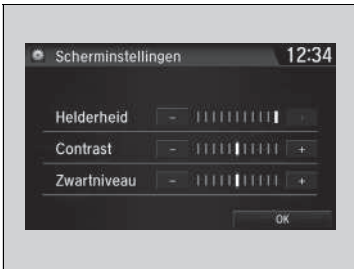 Scherminstellingen 12:34
Helderheid - +
Contrast - +
Zwartniveau - +
OK